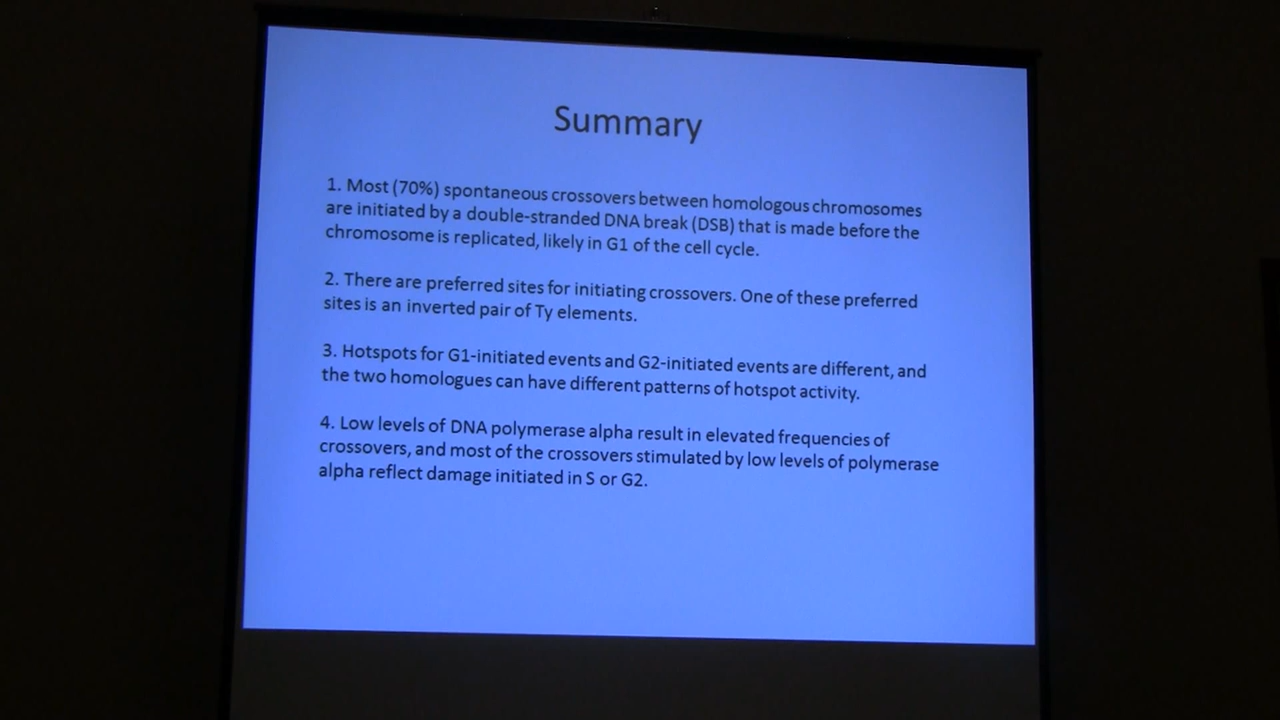 Summary
1. Most (70%) spontaneous crossovers between homologous chromosomes
are initiated by a double-stranded DNA break (DSB) that is made before the
chromosome is replicated, likely in G1 of the cell cycle.
2. There are preferred sites for initiating crossovers. One of these preferred
sites is an inverted pair of Ty elements.
3. Hotspots for G1-initiated events and G2-initiated events are different, and
the two homologues can have different patterns of hotspot activity.
4. Low levels of DNA polymerase alpha result in elevated frequencies of
crossovers, and most of the crossovers stimulated by low levels of polymerase
alpha reflect damage initiated in S or G2.